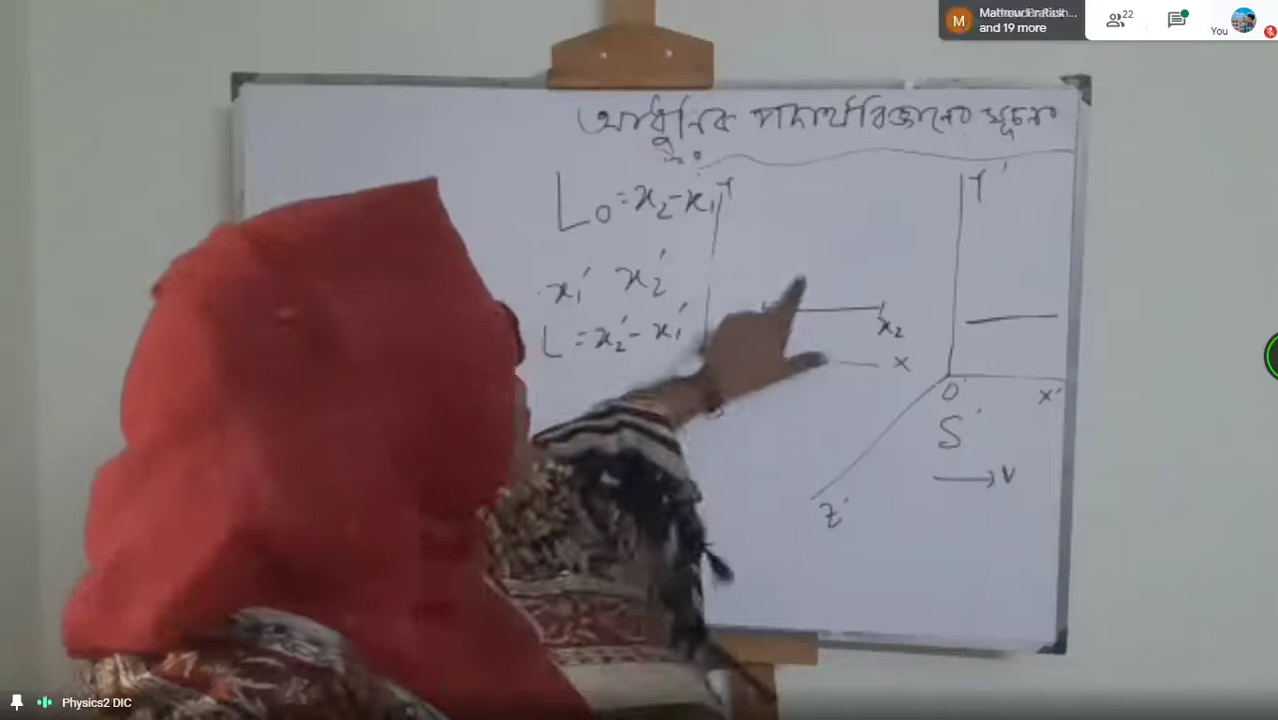 and 19 more
22
You
আধুনিক পদার্থবিজ্ঞানের সূচনা
L₀ = x₂ - x₁
Y
Y'
x₁' x₂'
L = x₂' - x₁'
x₂
X
O'
X'
S'
→ V
Z'
Physics2 DIC